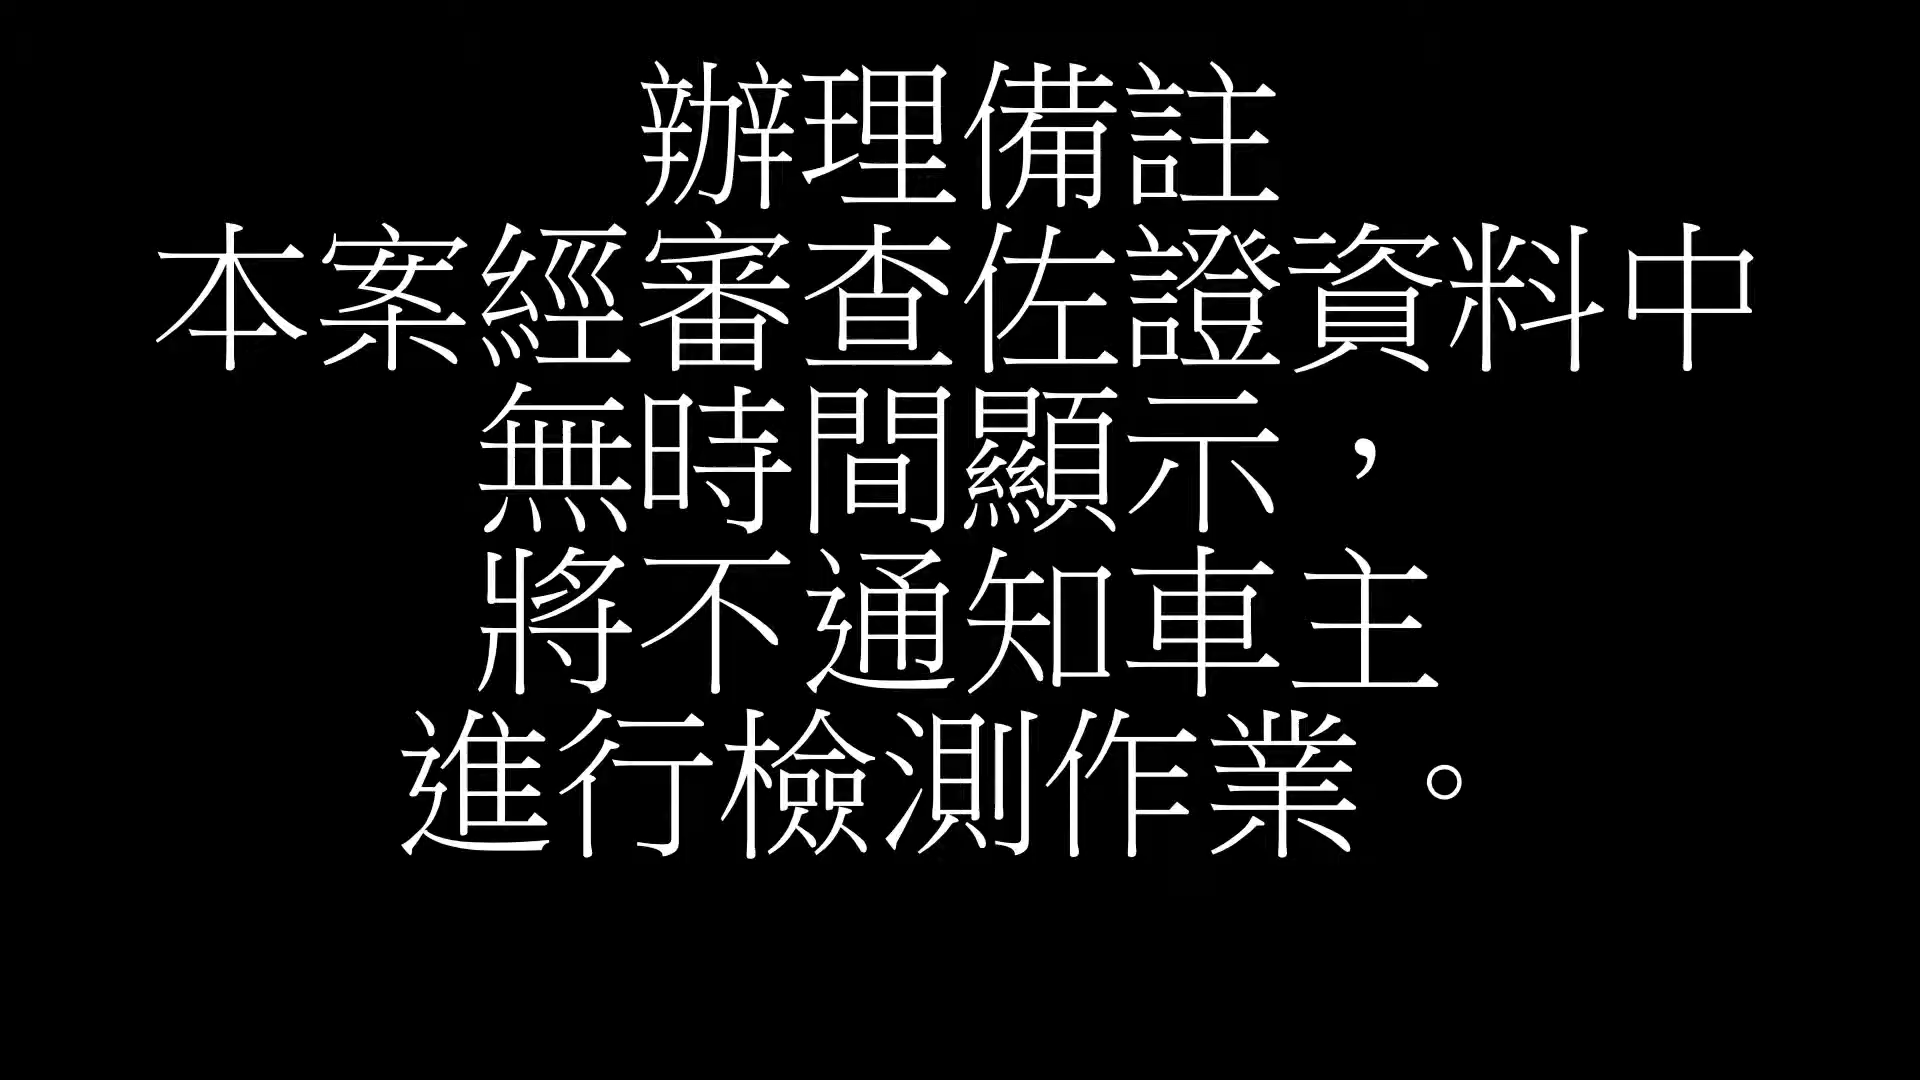 辦理備註
本案經審查佐證資料中
無時間顯示，
將不通知車主
進行檢測作業。